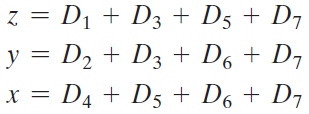 z = D₁ + D₃ + D₅ + D₇
y = D₂ + D₃ + D₆ + D₇
x = D₄ + D₅ + D₆ + D₇